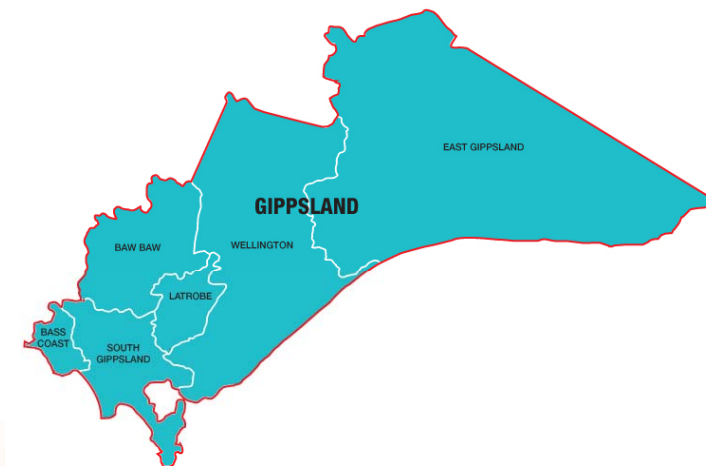 EAST GIPPSLAND
GIPPSLAND
BAW BAW
WELLINGTON
LATROBE
BASS
COAST
SOUTH
GIPPSLAND